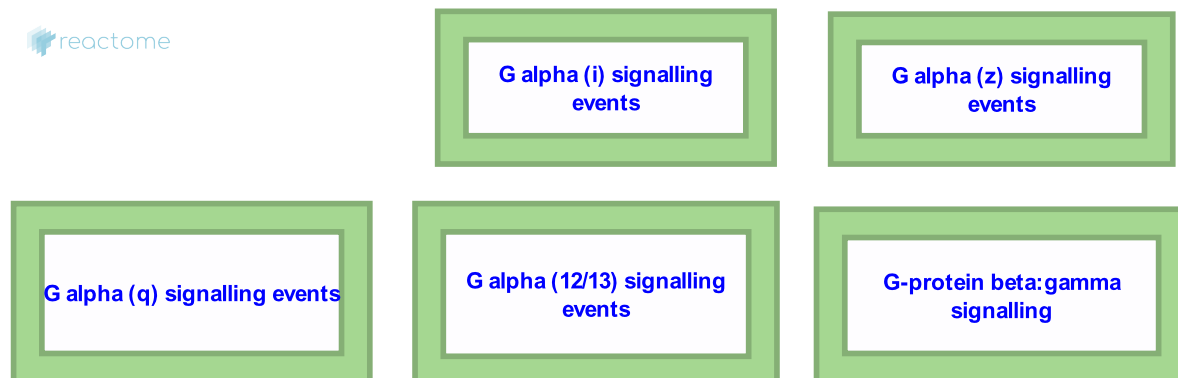 reactome
G alpha (i) signalling
events
G alpha (z) signalling
events
G alpha (q) signalling events
G alpha (12/13) signalling
events
G-protein beta:gamma
signalling